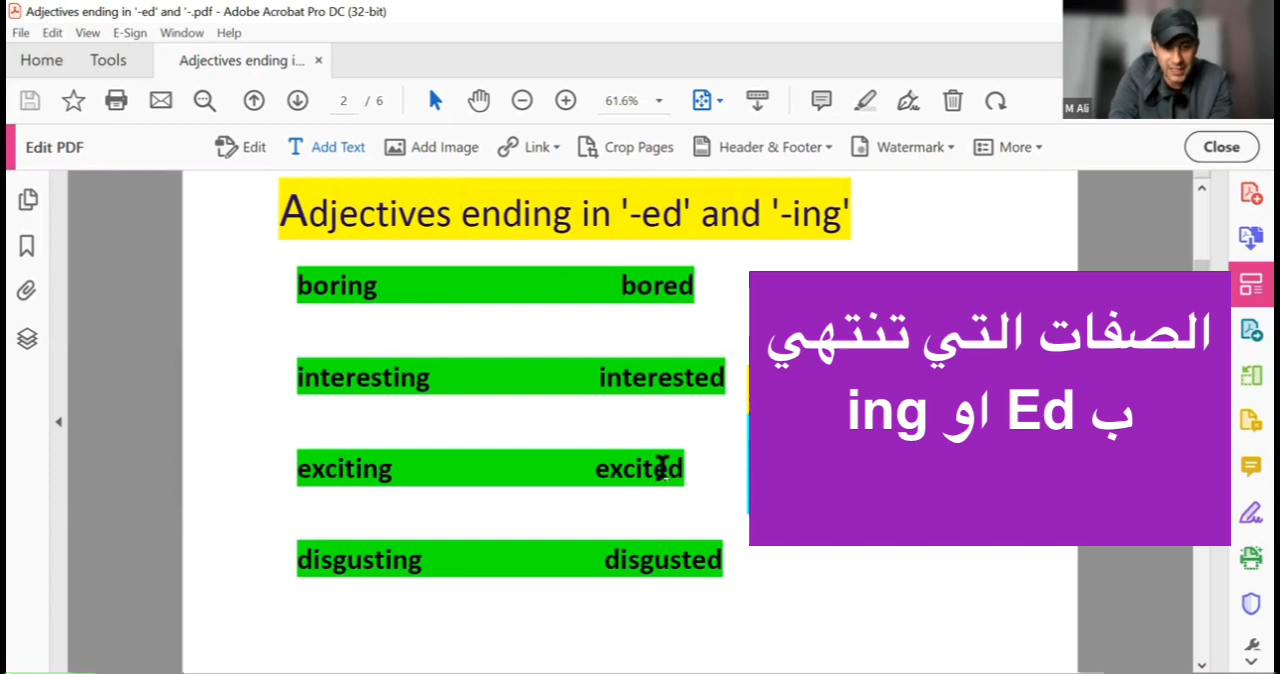 Adjectives ending in '-ed' and '-.pdf - Adobe Acrobat Pro DC (32-bit)
File Edit View E-Sign Window Help
Home Tools Adjectives ending i... ×
2 / 6 61.6%
M Ali
Edit PDF Edit Add Text Add Image Link Crop Pages Header & Footer Watermark More Close
Adjectives ending in '-ed' and '-ing'
boring bored
interesting interested
exciting excited
disgusting disgusted
الصفات التي تنتهي
ب Ed او ing